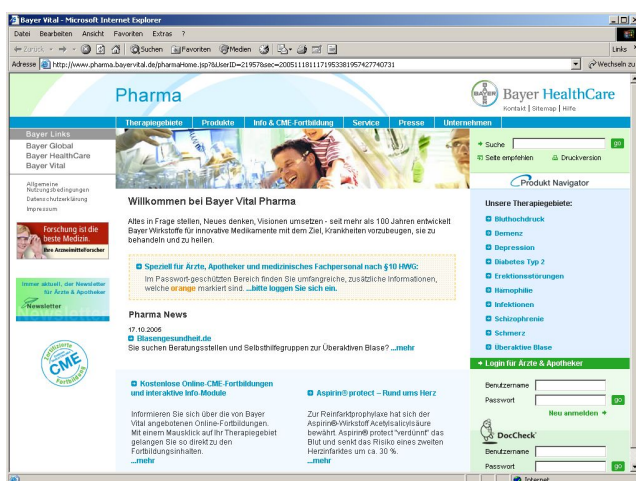 Bayer Vital - Microsoft Internet Explorer
Datei Bearbeiten Ansicht Favoriten Extras ?
Zurück Suchen Favoriten Medien Links
Adresse http://www.pharma.bayervital.de/pharmaHome.jsp?&UserID=21957&sec=20051118111719533819574277407​31 Wechseln zu
Pharma
BAYER
Bayer HealthCare
Kontakt | Sitemap | Hilfe
Therapiegebiete Produkte Info & CME-Fortbildung Service Presse Unternehmen
Bayer Links
Bayer Global
Bayer HealthCare
Bayer Vital
Allgemeine
Nutzungsbedingungen
Datenschutzerklärung
Impressum
Forschung ist die
beste Medizin.
Ihre Arzneimittelforscher
Immer aktuell, der Newsletter
für Ärzte & Apotheker
Newsletter
Zertifizierte
CME
Fortbildung
Willkommen bei Bayer Vital Pharma
Altes in Frage stellen, Neues denken, Visionen umsetzen - seit mehr als 100 Jahren entwickelt
Bayer Wirkstoffe für innovative Medikamente mit dem Ziel, Krankheiten vorzubeugen, sie zu
behandeln und zu heilen.
Speziell für Ärzte, Apotheker und medizinisches Fachpersonal nach §10 HWG:
Im Passwort-geschützten Bereich finden Sie umfangreiche, zusätzliche Informationen,
welche orange markiert sind. ...bitte loggen Sie sich ein.
Pharma News
17.10.2005
Blasengesundheit.de
Sie suchen Beratungsstellen und Selbsthilfegruppen zur Überaktiven Blase? ...mehr
Kostenlose Online-CME-Fortbildungen
und interaktive Info-Module
Informieren Sie sich über die von Bayer
Vital angebotenen Online-Fortbildungen.
Mit einem Mausklick auf Ihr Therapiegebiet
gelangen Sie so direkt zu den
Fortbildungsinhalten.
...mehr
Aspirin® protect – Rund ums Herz
Zur Reinfarktprophylaxe hat sich der
Aspirin®-Wirkstoff Acetylsalicylsäure
bewährt. Aspirin® protect "verdünnt" das
Blut und senkt das Risiko eines zweiten
Herzinfarktes um ca. 30 %.
...mehr
Suche go
Seite empfehlen Druckversion
Produkt Navigator
Unsere Therapiegebiete:
Bluthochdruck
Demenz
Depression
Diabetes Typ 2
Erektionsstörungen
Hämophilie
Infektionen
Schizophrenie
Schmerz
Überaktive Blase
Login für Ärzte & Apotheker
Benutzername
Passwort go
Neu anmelden
DocCheck
Benutzername
Passwort go
Internet